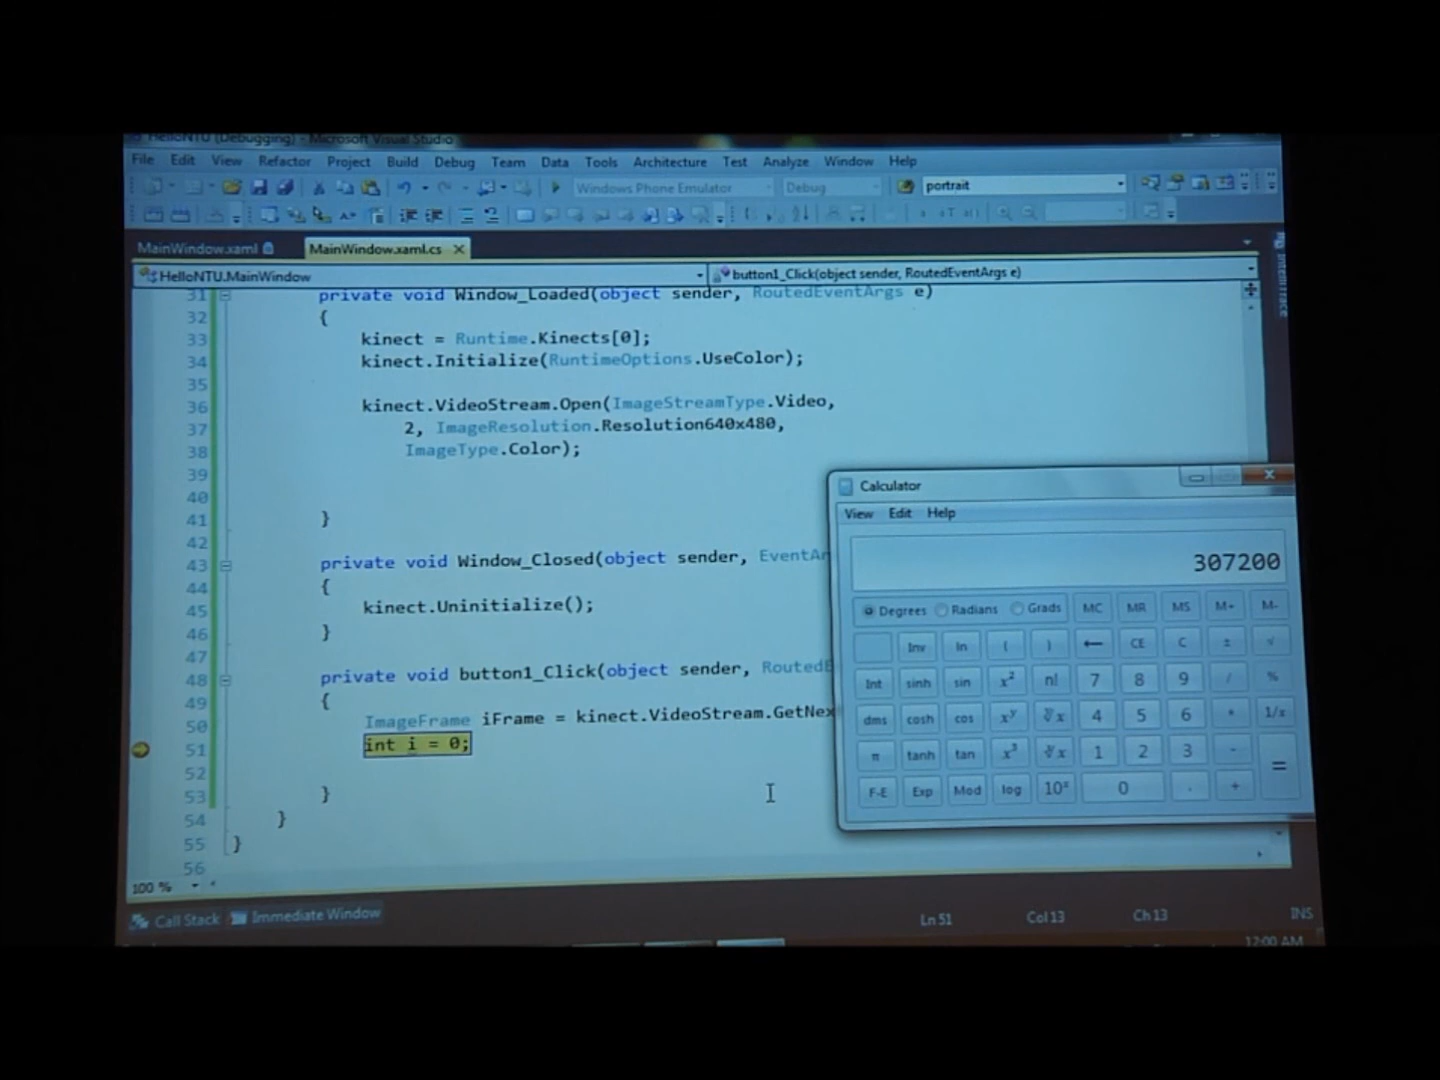 HelloNTU (Debugging) - Microsoft Visual Studio
File Edit View Refactor Project Build Debug Team Data Tools Architecture Test Analyze Window Help
Windows Phone Emulator Debug portrait
MainWindow.xaml MainWindow.xaml.cs
HelloNTU.MainWindow button1_Click(object sender, RoutedEventArgs e)
31 private void Window_Loaded(object sender, RoutedEventArgs e)
32 {
33 kinect = Runtime.Kinects[0];
34 kinect.Initialize(RuntimeOptions.UseColor);
35
36 kinect.VideoStream.Open(ImageStreamType.Video,
37 2, ImageResolution.Resolution640x480,
38 ImageType.Color);
39
40
41 }
42
43 private void Window_Closed(object sender, EventAr
44 {
45 kinect.Uninitialize();
46 }
47
48 private void button1_Click(object sender, RoutedE
49 {
50 ImageFrame iFrame = kinect.VideoStream.GetNex
51 int i = 0;
52
53 }
54 }
55 }
56
100 %
Call Stack Immediate Window
Ln 51 Col 13 Ch 13 INS
12:00 AM
Calculator
View Edit Help
307200
Degrees Radians Grads MC MR MS M+ M-
Inv ln ( ) ← CE C ± √
Int sinh sin x² n! 7 8 9 / %
dms cosh cos xʸ ʸ√x 4 5 6 * 1/x
π tanh tan x³ ³√x 1 2 3 - =
F-E Exp Mod log 10ˣ 0 . +
IntelliTrace